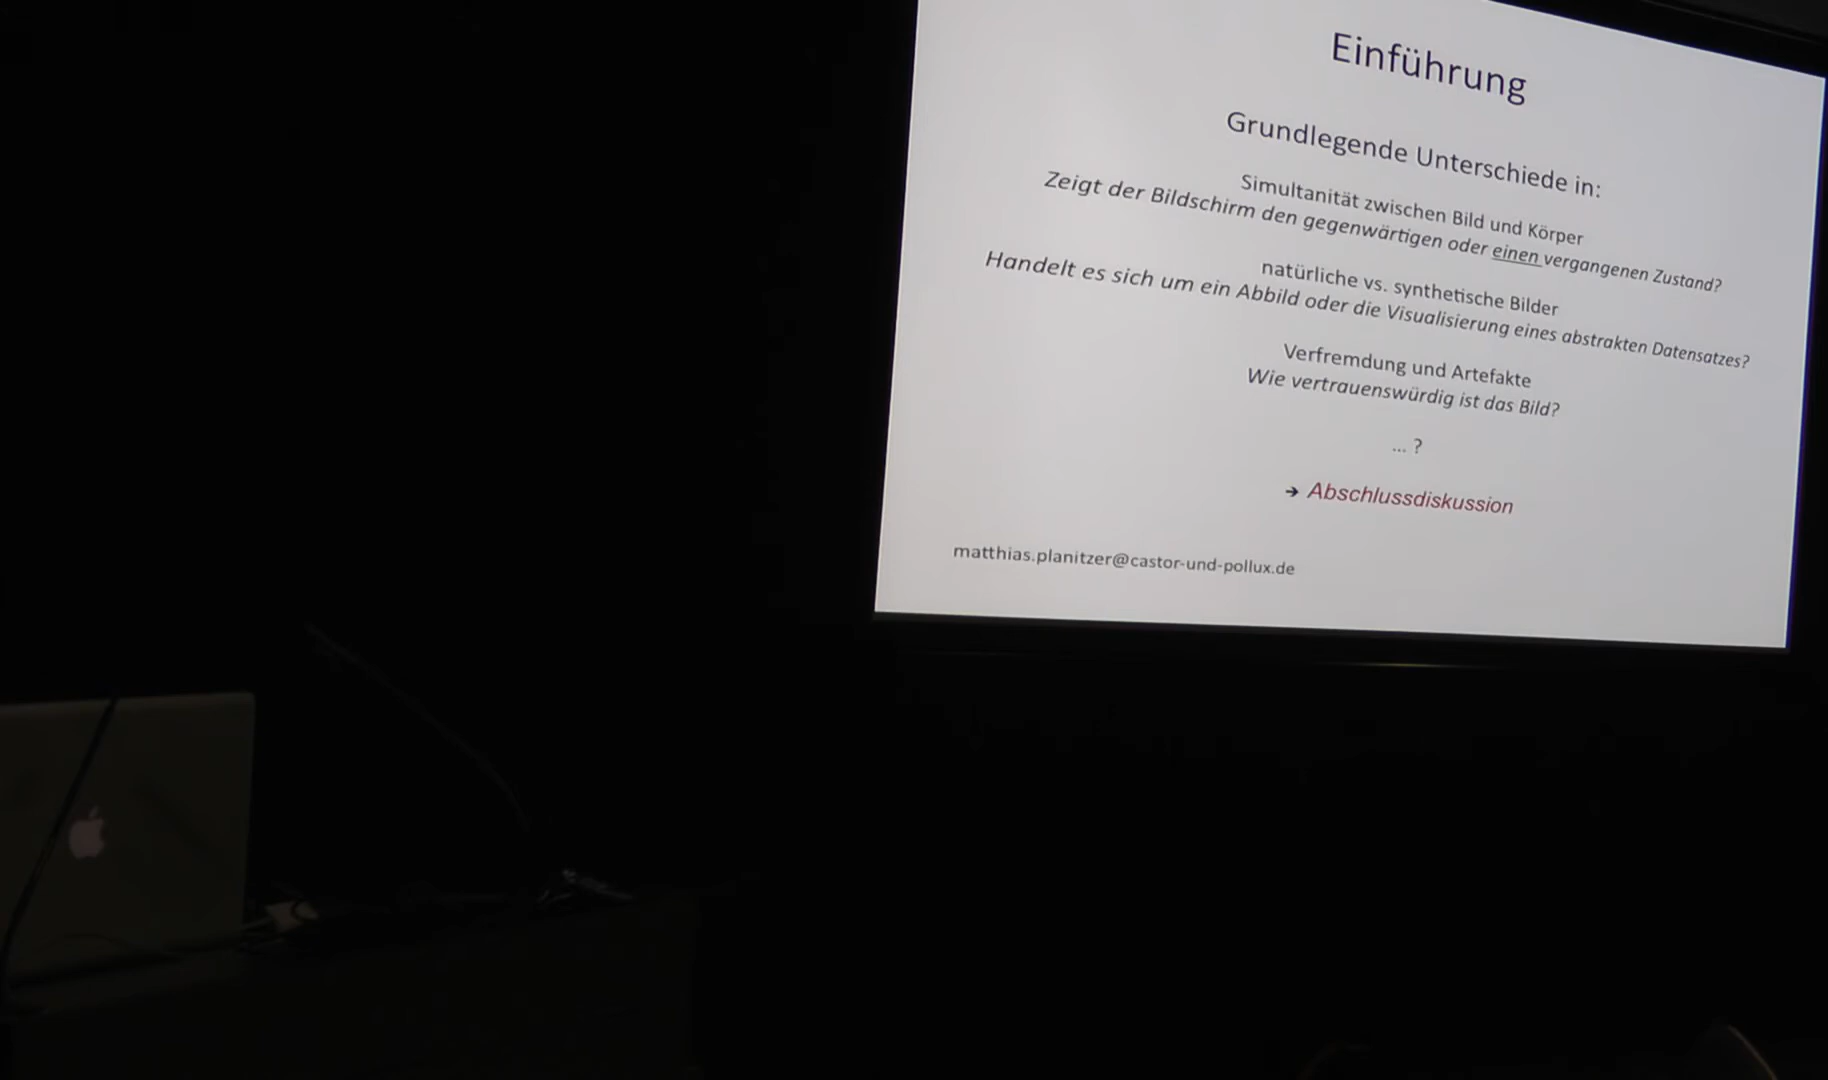 Einführung
Grundlegende Unterschiede in:
Simultanität zwischen Bild und Körper
Zeigt der Bildschirm den gegenwärtigen oder einen vergangenen Zustand?
natürliche vs. synthetische Bilder
Handelt es sich um ein Abbild oder die Visualisierung eines abstrakten Datensatzes?
Verfremdung und Artefakte
Wie vertrauenswürdig ist das Bild?
... ?
➔ Abschlussdiskussion
matthias.planitzer@castor-und-pollux.de